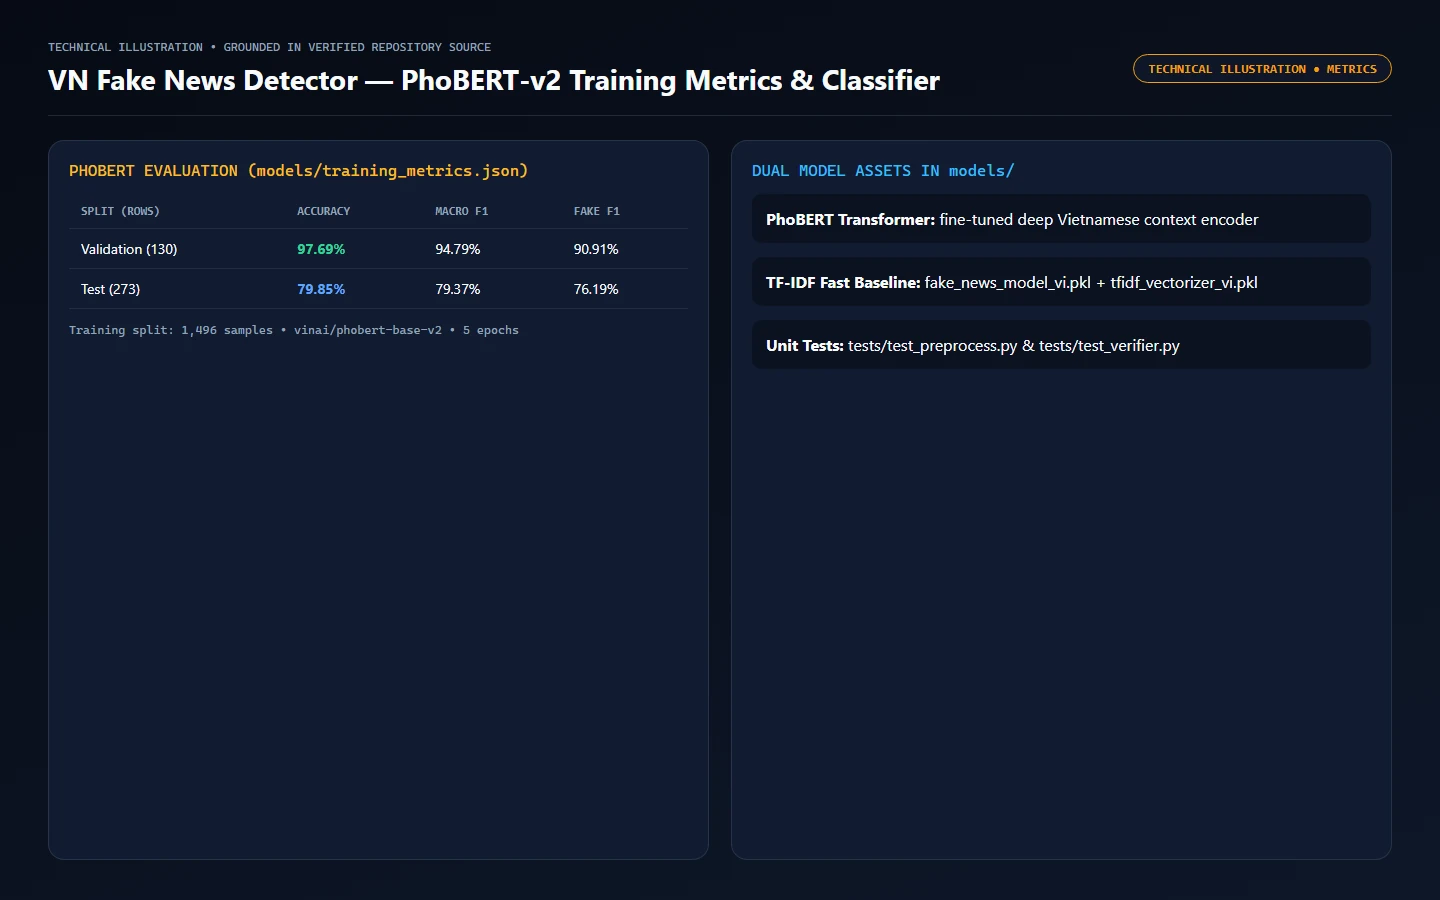 TECHNICAL ILLUSTRATION • GROUNDED IN VERIFIED REPOSITORY SOURCE
VN Fake News Detector — PhoBERT-v2 Training Metrics & Classifier
TECHNICAL ILLUSTRATION • METRICS
PHOBERT EVALUATION (models/training_metrics.json)
SPLIT (ROWS) ACCURACY MACRO F1 FAKE F1
Validation (130) 97.69% 94.79% 90.91%
Test (273) 79.85% 79.37% 76.19%
Training split: 1,496 samples • vinai/phobert-base-v2 • 5 epochs
DUAL MODEL ASSETS IN models/
PhoBERT Transformer: fine-tuned deep Vietnamese context encoder
TF-IDF Fast Baseline: fake_news_model_vi.pkl + tfidf_vectorizer_vi.pkl
Unit Tests: tests/test_preprocess.py & tests/test_verifier.py